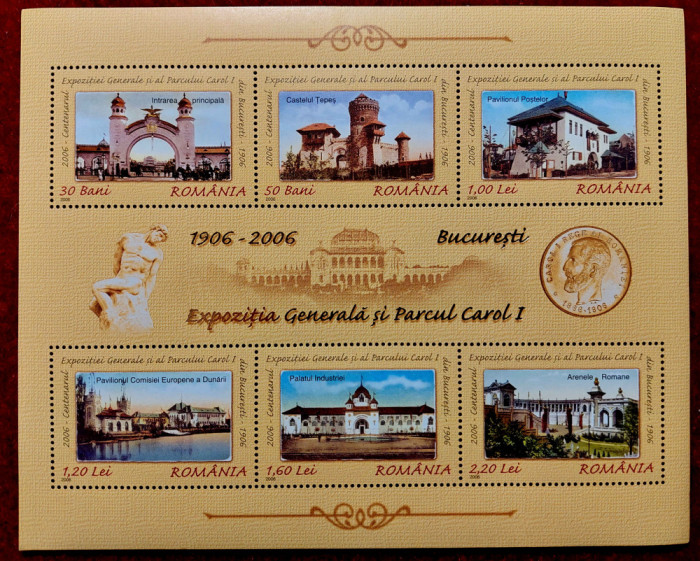 Expoziției Generale și al Parcului Carol I
2006 - Centenarul
din București - 1906
Intrarea principală
30 Bani ROMÂNIA
2006
Expoziției Generale și al Parcului Carol I
2006 - Centenarul
din București - 1906
Castelul Țepeș
50 Bani ROMÂNIA
2006
Expoziției Generale și al Parcului Carol I
2006 - Centenarul
din București - 1906
Pavilionul Poștelor
1,00 Lei ROMÂNIA
2006
1906 - 2006 București
CAROL I REGE AL ROMANIEI
1866-1906
Expoziția Generală și Parcul Carol I
Expoziției Generale și al Parcului Carol I
2006 - Centenarul
din București - 1906
Pavilionul Comisiei Europene a Dunării
1,20 Lei ROMÂNIA
2006
Expoziției Generale și al Parcului Carol I
2006 - Centenarul
din București - 1906
Palatul Industriei
1,60 Lei ROMÂNIA
2006
Expoziției Generale și al Parcului Carol I
2006 - Centenarul
din București - 1906
Arenele Romane
2,20 Lei ROMÂNIA
2006